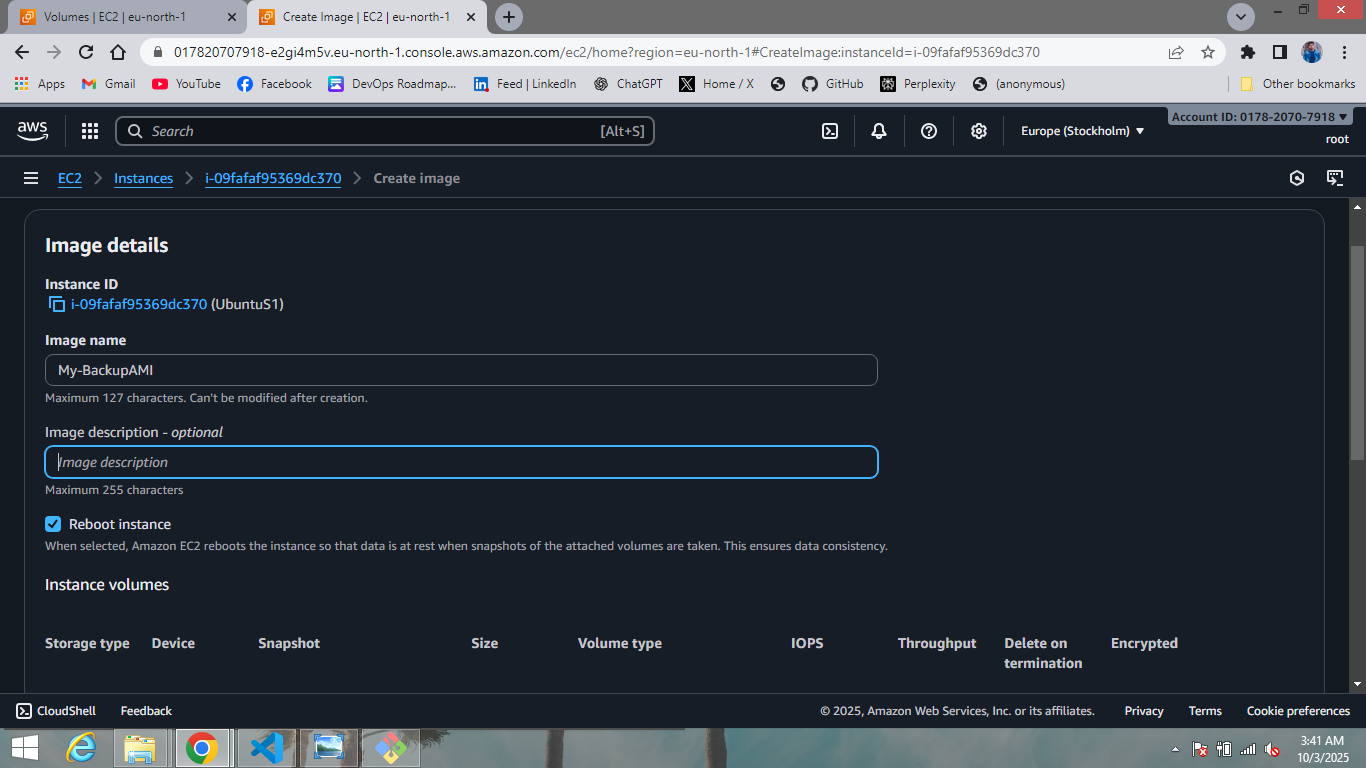 Volumes | EC2 | eu-north-1
Create Image | EC2 | eu-north-1
017820707918-e2gi4m5v.eu-north-1.console.aws.amazon.com/ec2/home?region=eu-north-1#CreateImage:instanceId=i-09fafaf95369dc370
Apps Gmail YouTube Facebook DevOps Roadmap... Feed | LinkedIn ChatGPT Home / X GitHub Perplexity (anonymous) Other bookmarks
aws Search [Alt+S] Europe (Stockholm) Account ID: 0178-2070-7918
root
EC2 Instances i-09fafaf95369dc370 Create image
Image details
Instance ID
i-09fafaf95369dc370 (UbuntuS1)
Image name
My-BackupAMI
Maximum 127 characters. Can't be modified after creation.
Image description - optional
Image description
Maximum 255 characters
Reboot instance
When selected, Amazon EC2 reboots the instance so that data is at rest when snapshots of the attached volumes are taken. This ensures data consistency.
Instance volumes
Storage type Device Snapshot Size Volume type IOPS Throughput Delete on termination Encrypted
CloudShell Feedback © 2025, Amazon Web Services, Inc. or its affiliates. Privacy Terms Cookie preferences
3:41 AM
10/3/2025